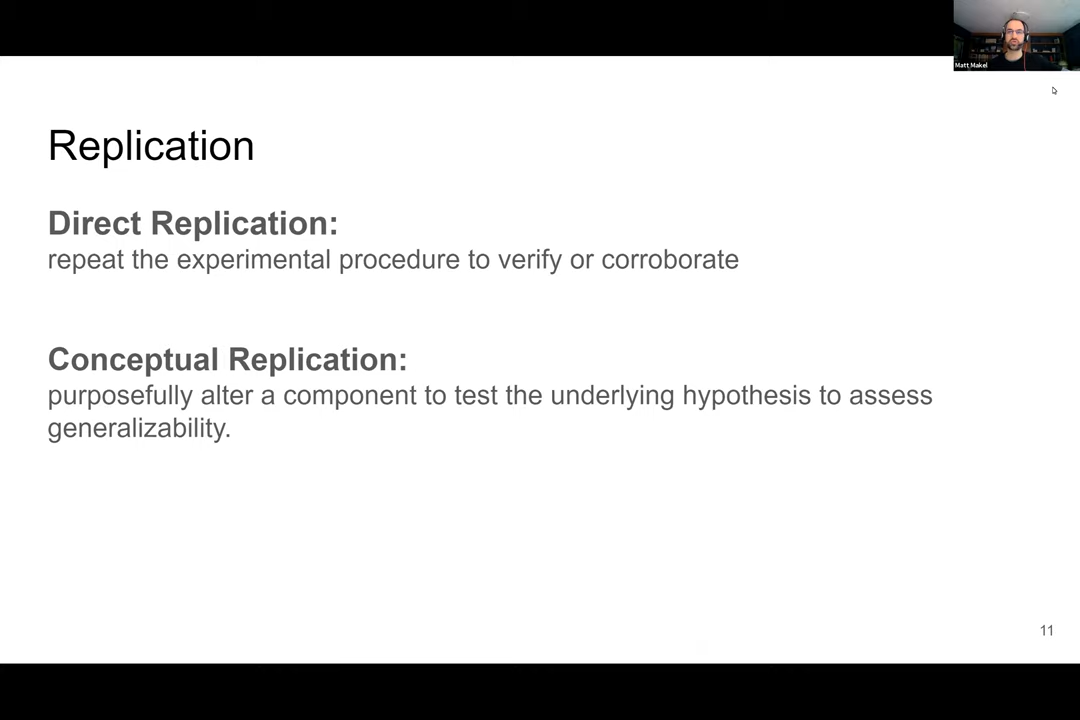 Matt Makel
Replication
Direct Replication:
repeat the experimental procedure to verify or corroborate
Conceptual Replication:
purposefully alter a component to test the underlying hypothesis to assess
generalizability.
11